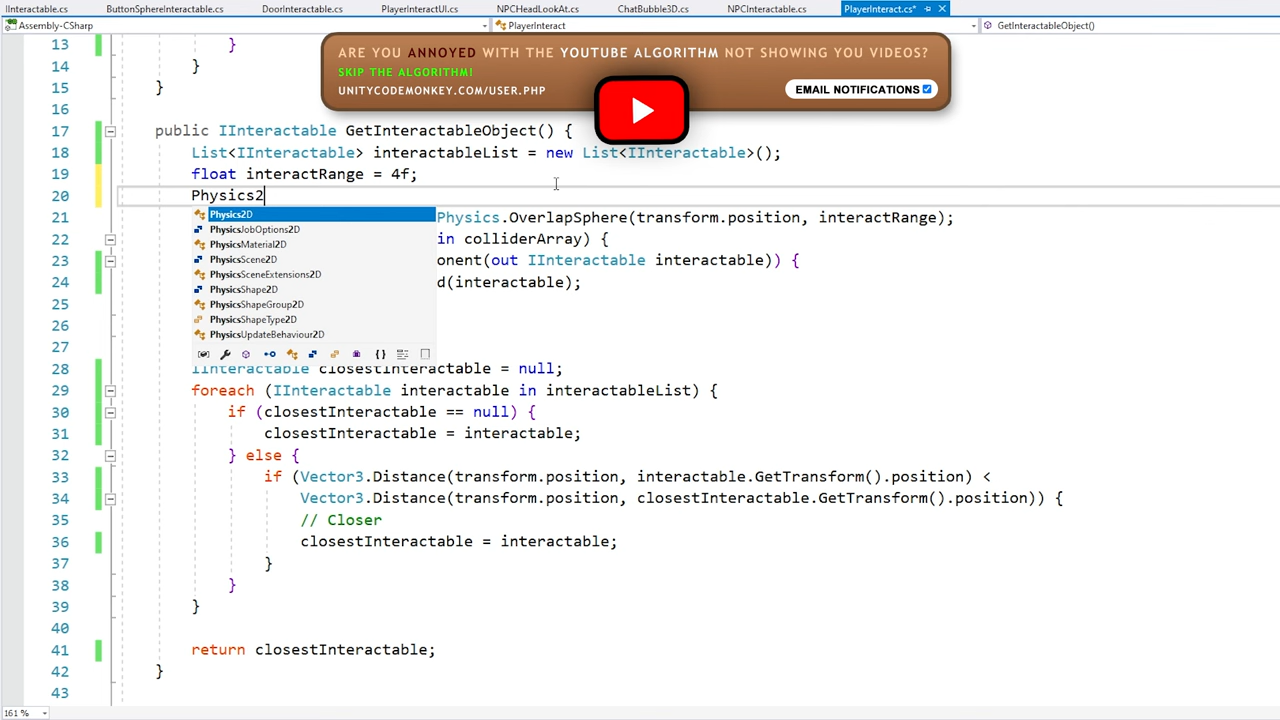 IInteractable.cs ButtonSphereInteractable.cs DoorInteractable.cs PlayerInteractUI.cs NPCHeadLookAt.cs ChatBubble3D.cs NPCInteractable.cs PlayerInteract.cs*
Assembly-CSharp PlayerInteract GetInteractableObject()
ARE YOU ANNOYED WITH THE YOUTUBE ALGORITHM NOT SHOWING YOU VIDEOS?
SKIP THE ALGORITHM!
UNITYCODEMONKEY.COM/USER.PHP
EMAIL NOTIFICATIONS
13 }
14 }
15 }
16
17 public IInteractable GetInteractableObject() {
18 List<IInteractable> interactableList = new List<IInteractable>();
19 float interactRange = 4f;
20 Physics2
21 Physics.OverlapSphere(transform.position, interactRange);
22 in colliderArray) {
23 onent(out IInteractable interactable)) {
24 d(interactable);
25
26
27
Physics2D
PhysicsJobOptions2D
PhysicsMaterial2D
PhysicsScene2D
PhysicsSceneExtensions2D
PhysicsShape2D
PhysicsShapeGroup2D
PhysicsShapeType2D
PhysicsUpdateBehaviour2D
28 IInteractable closestInteractable = null;
29 foreach (IInteractable interactable in interactableList) {
30 if (closestInteractable == null) {
31 closestInteractable = interactable;
32 } else {
33 if (Vector3.Distance(transform.position, interactable.GetTransform().position) <
34 Vector3.Distance(transform.position, closestInteractable.GetTransform().position)) {
35 // Closer
36 closestInteractable = interactable;
37 }
38 }
39 }
40
41 return closestInteractable;
42 }
43
161 %